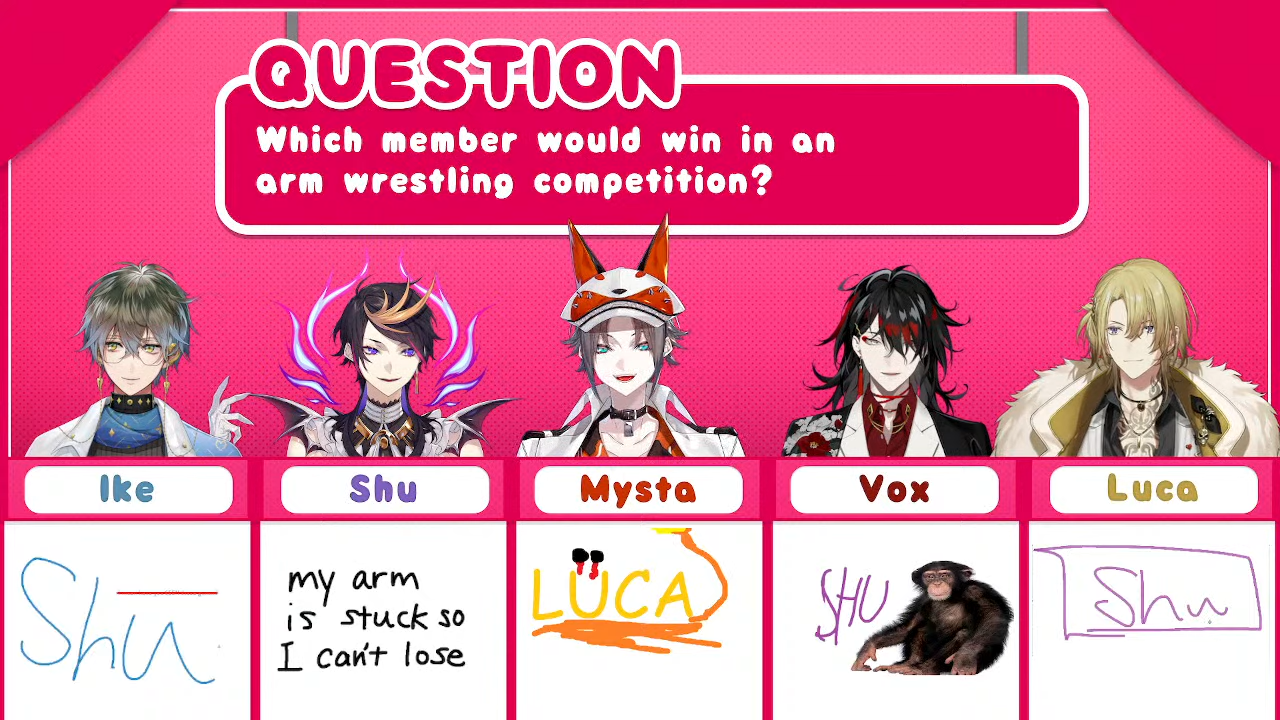 QUESTION
Which member would win in an
arm wrestling competition?
Ike
Shu
Mysta
Vox
Luca
Shu
my arm
is stuck so
I can't lose
LÜCA
SHU
Shu